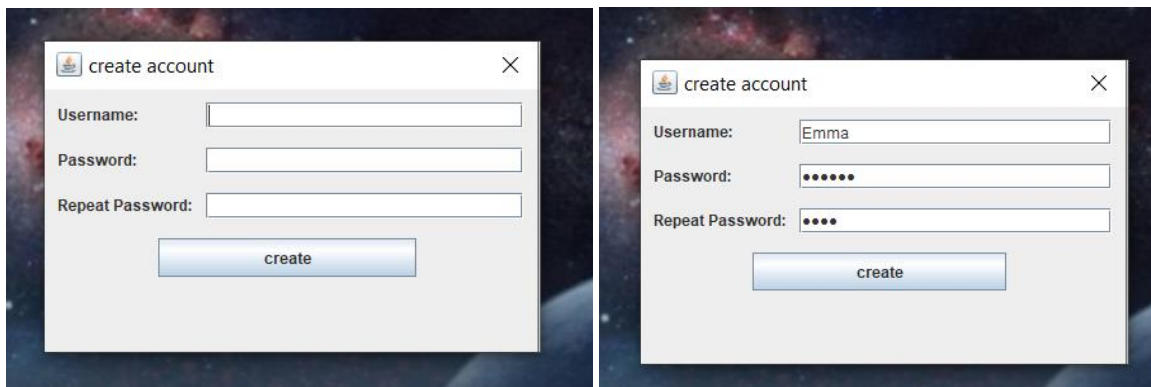 create account
Username:
Password:
Repeat Password:
create
create account
Username: Emma
Password: ••••••
Repeat Password: ••••
create